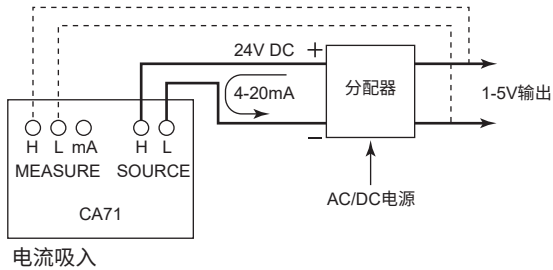 24V DC
+
分配器
4-20mA
1-5V输出
H L mA H L
MEASURE SOURCE
−
AC/DC电源
CA71
电流吸入